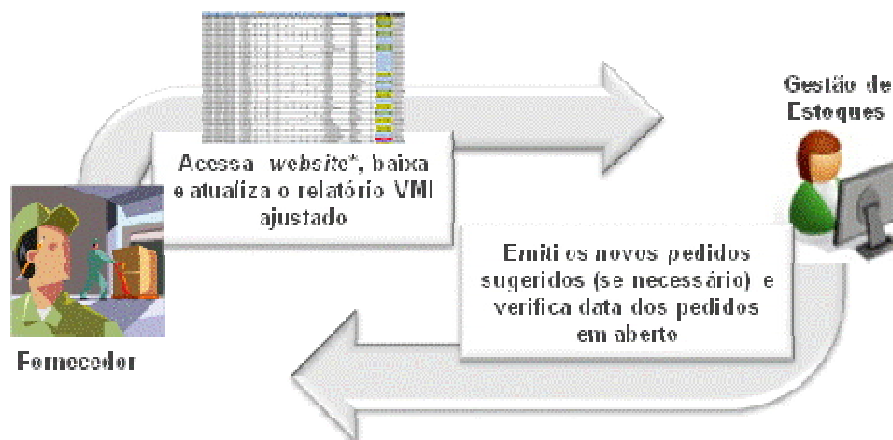 Gestão de
Estoques
Acessa website*, baixa
e atualiza o relatório VMI
ajustado
Emiti os novos pedidos
sugeridos (se necessário) e
verifica data dos pedidos
em aberto
Fornecedor